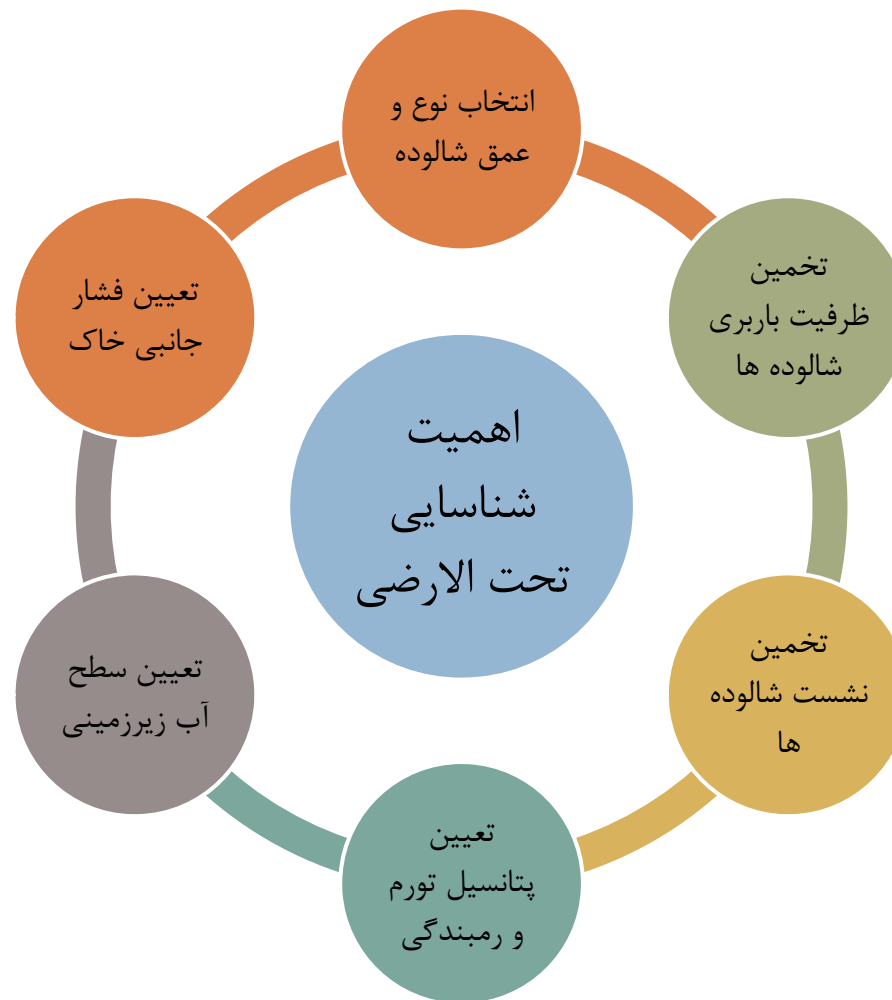 انتخاب نوع و
عمق شالوده
تخمین
ظرفیت باربری
شالوده ها
تخمین
نشست شالوده
ها
تعیین
پتانسیل تورم
و رمبندگی
تعیین سطح
آب زیرزمینی
تعیین فشار
جانبی خاک
اهمیت
شناسایی
تحت الارضی